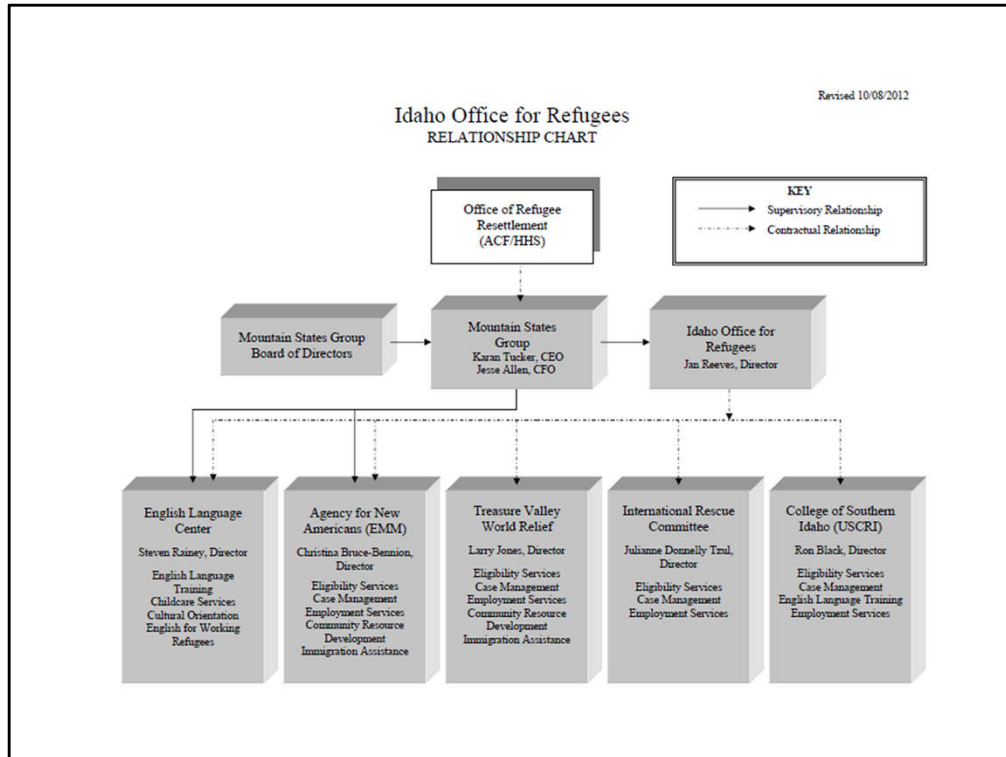 Revised 10/08/2012
Idaho Office for Refugees
RELATIONSHIP CHART
Office of Refugee
Resettlement
(ACF/HHS)
KEY
Supervisory Relationship
Contractual Relationship
Mountain States Group
Board of Directors
Mountain States
Group
Karan Tucker, CEO
Jesse Allen, CFO
Idaho Office for
Refugees
Jan Reeves, Director
English Language
Center
Steven Rainey, Director
English Language
Training
Childcare Services
Cultural Orientation
English for Working
Refugees
Agency for New
Americans (EMM)
Christina Bruce-Bennion,
Director
Eligibility Services
Case Management
Employment Services
Community Resource
Development
Immigration Assistance
Treasure Valley
World Relief
Larry Jones, Director
Eligibility Services
Case Management
Employment Services
Community Resource
Development
Immigration Assistance
International Rescue
Committee
Julianne Donnelly Tzul,
Director
Eligibility Services
Case Management
Employment Services
College of Southern
Idaho (USCRI)
Ron Black, Director
Eligibility Services
Case Management
English Language Training
Employment Services